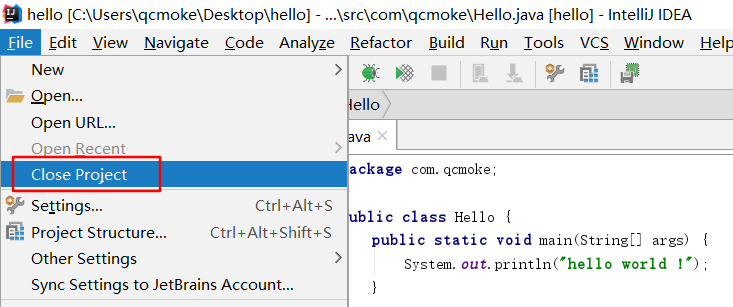 hello [C:\Users\qcmoke\Desktop\hello] - ...\src\com\qcmoke\Hello.java [hello] - IntelliJ IDEA
File Edit View Navigate Code Analyze Refactor Build Run Tools VCS Window Help
New
Open...
Open URL...
Open Recent
Close Project
Settings... Ctrl+Alt+S
Project Structure... Ctrl+Alt+Shift+S
Other Settings
Sync Settings to JetBrains Account...
Hello
ava
ackage com.qcmoke;
ublic class Hello {
public static void main(String[] args) {
System.out.println("hello world !");
}